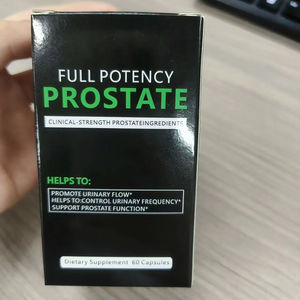 FULL POTENCY
PROSTATE
CLINICAL-STRENGTH PROSTATEINGREDIENTS
HELPS TO:
PROMOTE URINARY FLOW*
HELPS TO:CONTROL URINARY FREQUENCY*
SUPPORT PROSTATE FUNCTION*
Dietary Supplement 60 Capsules